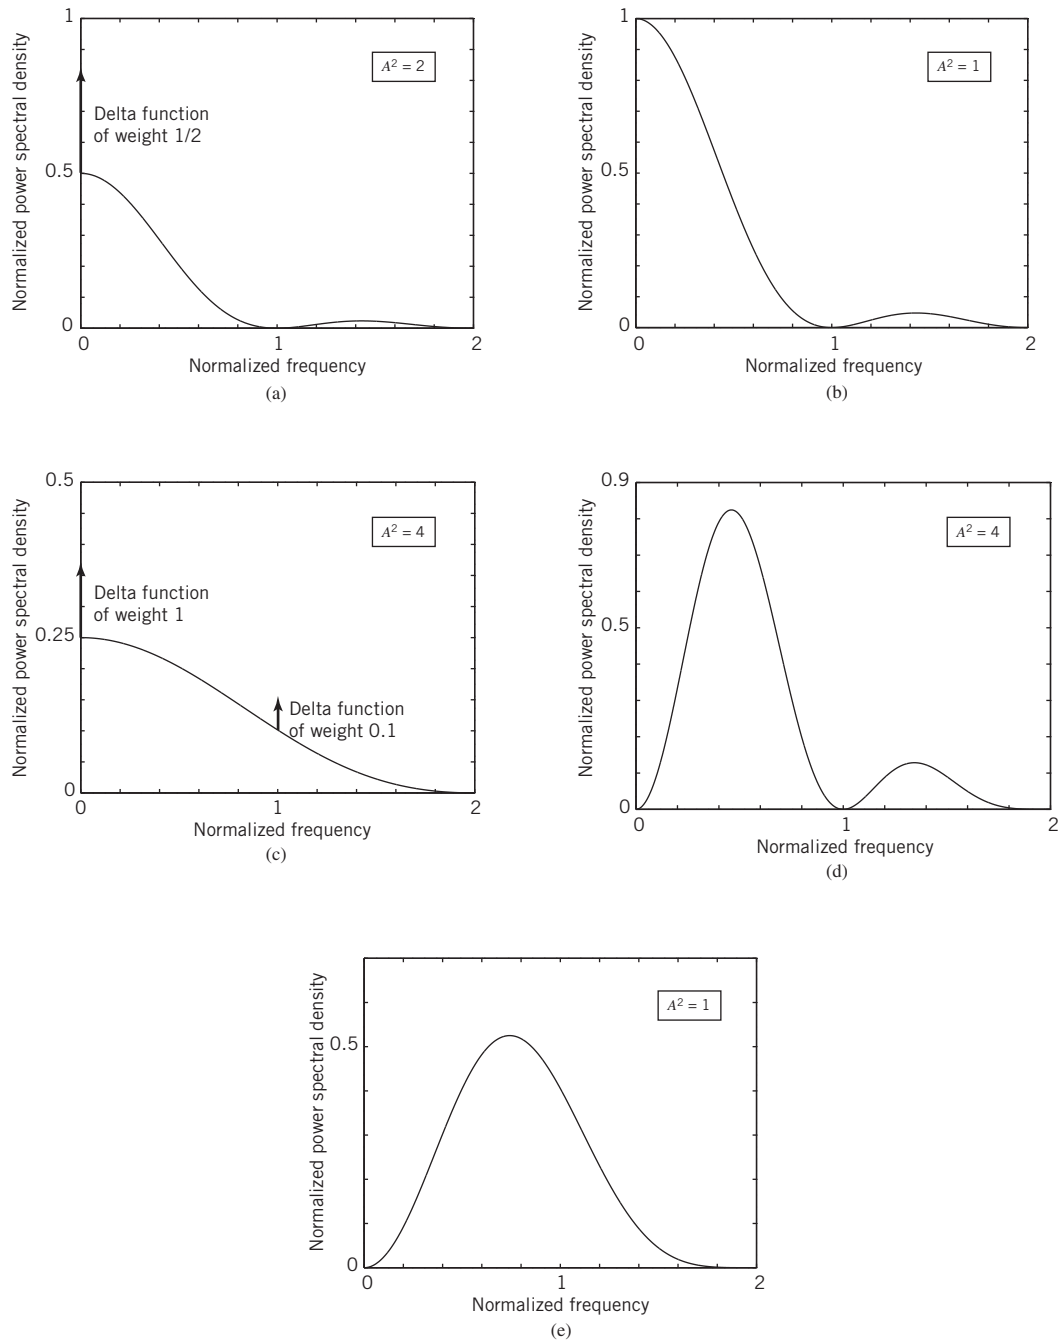 Normalized power spectral density
1
0.5
0
A² = 2
Delta function
of weight 1/2
0
1
2
Normalized frequency
(a)
Normalized power spectral density
1
0.5
0
A² = 1
0
1
2
Normalized frequency
(b)
Normalized power spectral density
0.5
0.25
0
A² = 4
Delta function
of weight 1
Delta function
of weight 0.1
0
1
2
Normalized frequency
(c)
Normalized power spectral density
0.9
0.5
0
A² = 4
0
1
2
Normalized frequency
(d)
Normalized power spectral density
0.5
0
A² = 1
0
1
2
Normalized frequency
(e)